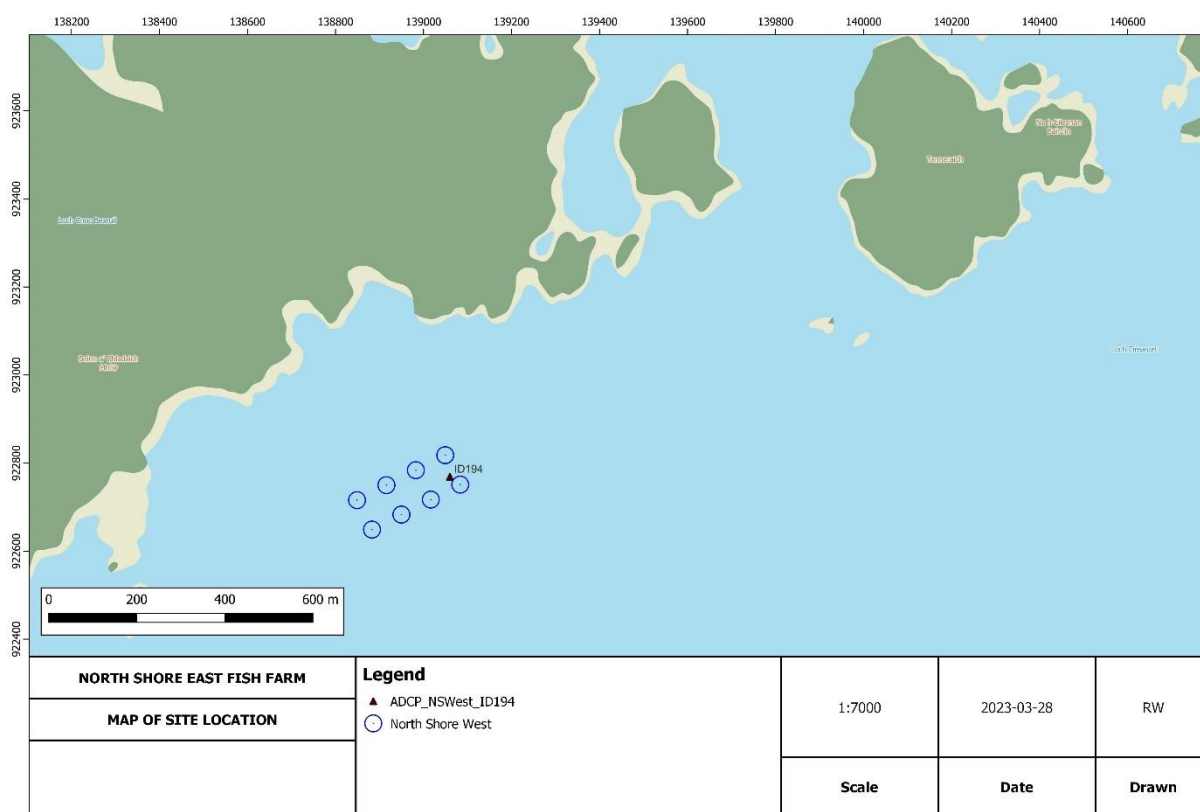 138200 138400 138600 138800 139000 139200 139400 139600 139800 140000 140200 140400 140600
923600
923400
923200
923000
922800
922600
922400
Tanneraich
ID194
0 200 400 600 m
NORTH SHORE EAST FISH FARM
MAP OF SITE LOCATION
Legend
ADCP_NSWest_ID194
North Shore West
1:7000 2023-03-28 RW
Scale Date Drawn